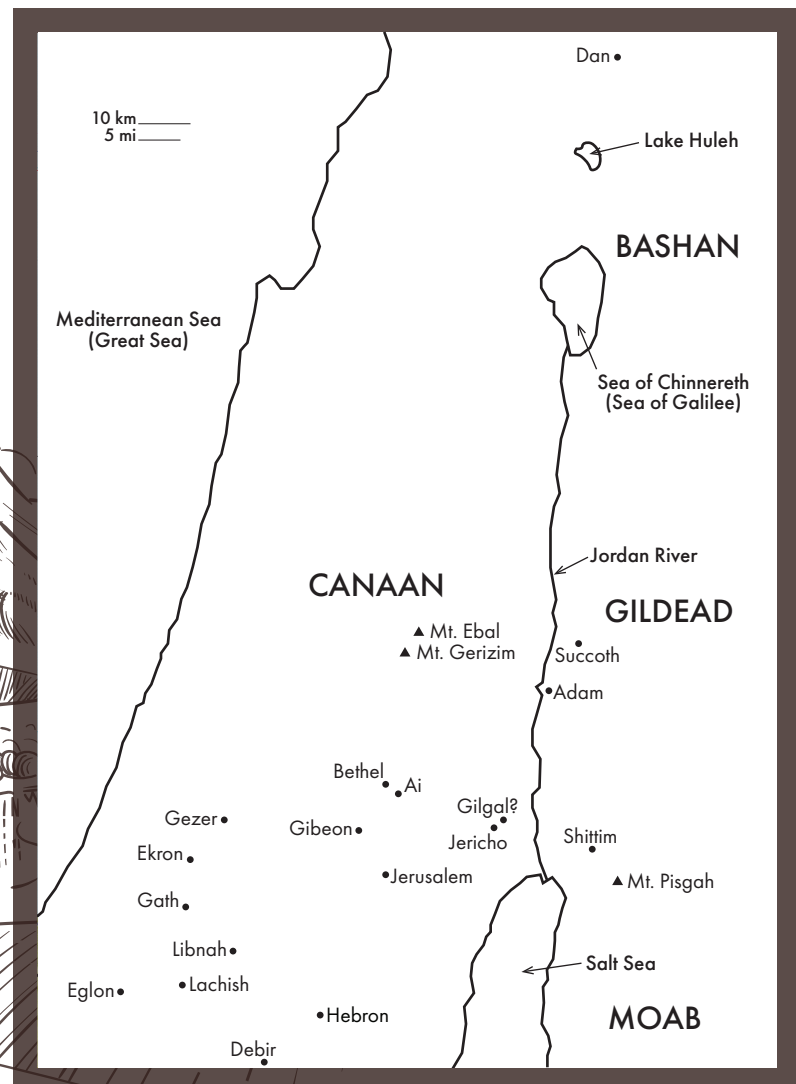 Dan
10 km
5 mi
Lake Huleh
BASHAN
Mediterranean Sea
(Great Sea)
Sea of Chinnereth
(Sea of Galilee)
Jordan River
CANAAN
GILDEAD
Mt. Ebal
Mt. Gerizim
Succoth
Adam
Bethel
Ai
Gilgal?
Gezer
Gibeon
Jericho
Shittim
Ekron
Jerusalem
Mt. Pisgah
Gath
Libnah
Salt Sea
Lachish
Eglon
Hebron
MOAB
Debir